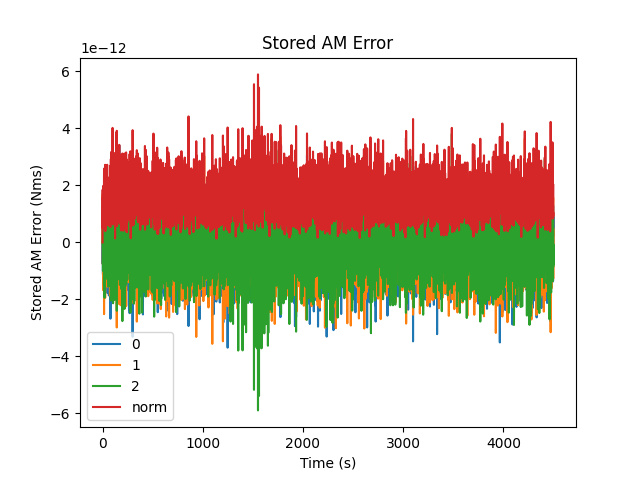 Stored AM Error
1e−12
Stored AM Error (Nms)
6
4
2
0
−2
−4
−6
0
1
2
norm
0 1000 2000 3000 4000
Time (s)